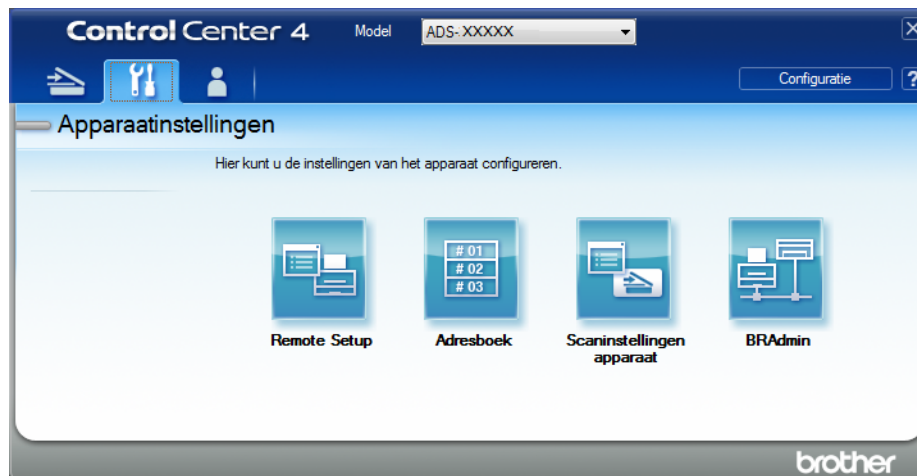 Control Center 4 Model ADS-XXXXX X
Configuratie ?
Apparaatinstellingen
Hier kunt u de instellingen van het apparaat configureren.
# 01
# 02
# 03
Remote Setup Adresboek Scaninstellingen apparaat BRAdmin
brother